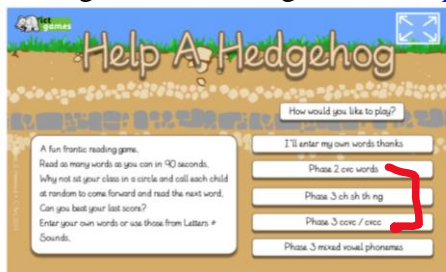 ict
games
Help A Hedgehog
How would you like to play?
A fun frantic reading game.
Read as many words as you can in 90 seconds.
Why not sit your class in a circle and call each child
at random to come forward and read the next word.
Can you beat your last score?
Enter your own words or use those from Letters +
Sounds.
I'll enter my own words thanks
Phase 2 cvc words
Phase 3 ch sh th ng
Phase 3 ccvc / cvcc
Phase 3 mixed vowel phonemes